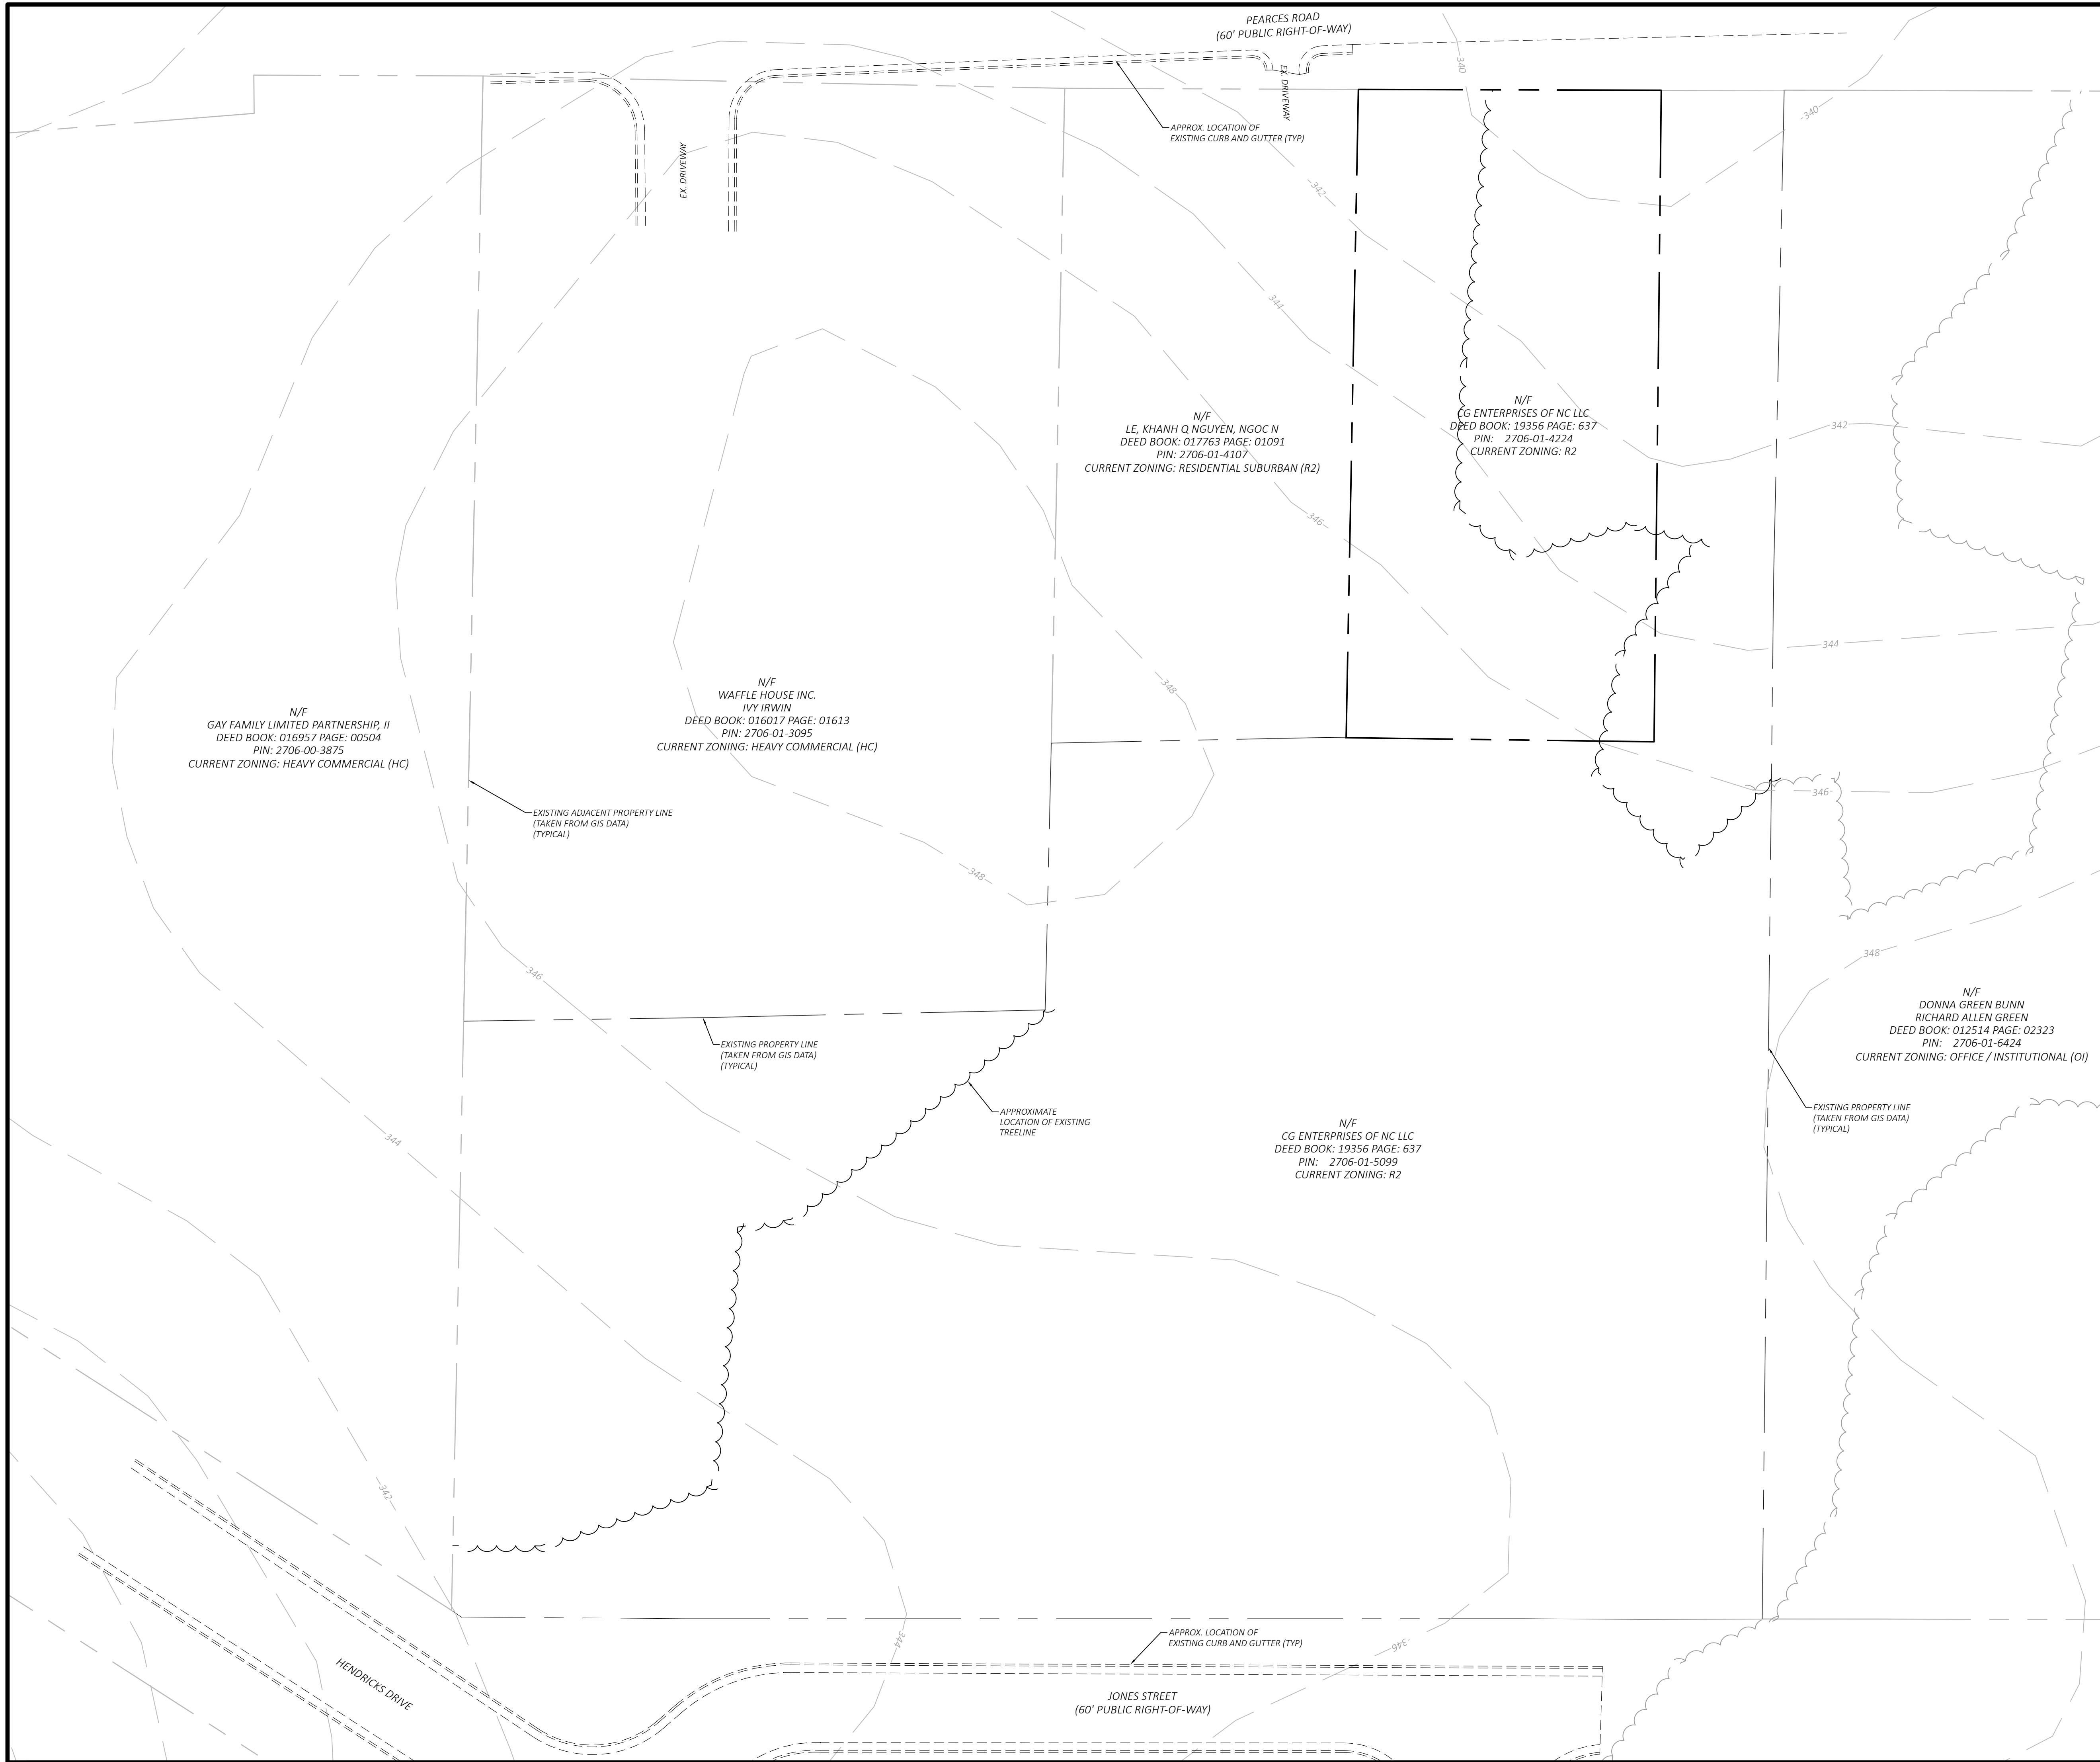 PEARCES ROAD
(60' PUBLIC RIGHT-OF-WAY)
340
EX. DRIVEWAY
340
APPROX. LOCATION OF
EXISTING CURB AND GUTTER (TYP)
EX. DRIVEWAY
342
344
N/F
CG ENTERPRISES OF NC LLC
DEED BOOK: 19356 PAGE: 637
PIN: 2706-01-4224
CURRENT ZONING: R2
N/F
LE, KHANH Q NGUYEN, NGOC N
DEED BOOK: 017763 PAGE: 01091
PIN: 2706-01-4107
CURRENT ZONING: RESIDENTIAL SUBURBAN (R2)
342
346
344
348
N/F
WAFFLE HOUSE INC.
IVY IRWIN
DEED BOOK: 016017 PAGE: 01613
PIN: 2706-01-3095
CURRENT ZONING: HEAVY COMMERCIAL (HC)
N/F
GAY FAMILY LIMITED PARTNERSHIP, II
DEED BOOK: 016957 PAGE: 00504
PIN: 2706-00-3875
CURRENT ZONING: HEAVY COMMERCIAL (HC)
346
EXISTING ADJACENT PROPERTY LINE
(TAKEN FROM GIS DATA)
(TYPICAL)
348
348
346
N/F
DONNA GREEN BUNN
RICHARD ALLEN GREEN
DEED BOOK: 012514 PAGE: 02323
PIN: 2706-01-6424
CURRENT ZONING: OFFICE / INSTITUTIONAL (OI)
EXISTING PROPERTY LINE
(TAKEN FROM GIS DATA)
(TYPICAL)
APPROXIMATE
LOCATION OF EXISTING
TREELINE
EXISTING PROPERTY LINE
(TAKEN FROM GIS DATA)
(TYPICAL)
344
N/F
CG ENTERPRISES OF NC LLC
DEED BOOK: 19356 PAGE: 637
PIN: 2706-01-5099
CURRENT ZONING: R2
342
APPROX. LOCATION OF
EXISTING CURB AND GUTTER (TYP)
344
346
HENDRICKS DRIVE
JONES STREET
(60' PUBLIC RIGHT-OF-WAY)